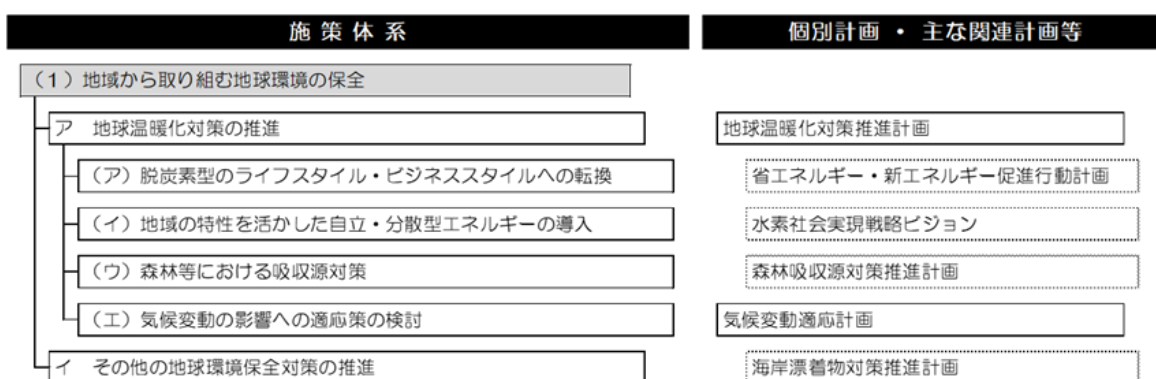 施策体系
個別計画 ・ 主な関連計画等
（1）地域から取り組む地球環境の保全
ア 地球温暖化対策の推進
地球温暖化対策推進計画
（ア）脱炭素型のライフスタイル・ビジネススタイルへの転換
省エネルギー・新エネルギー促進行動計画
（イ）地域の特性を活かした自立・分散型エネルギーの導入
水素社会実現戦略ビジョン
（ウ）森林等における吸収源対策
森林吸収源対策推進計画
（エ）気候変動の影響への適応策の検討
気候変動適応計画
イ その他の地球環境保全対策の推進
海岸漂着物対策推進計画